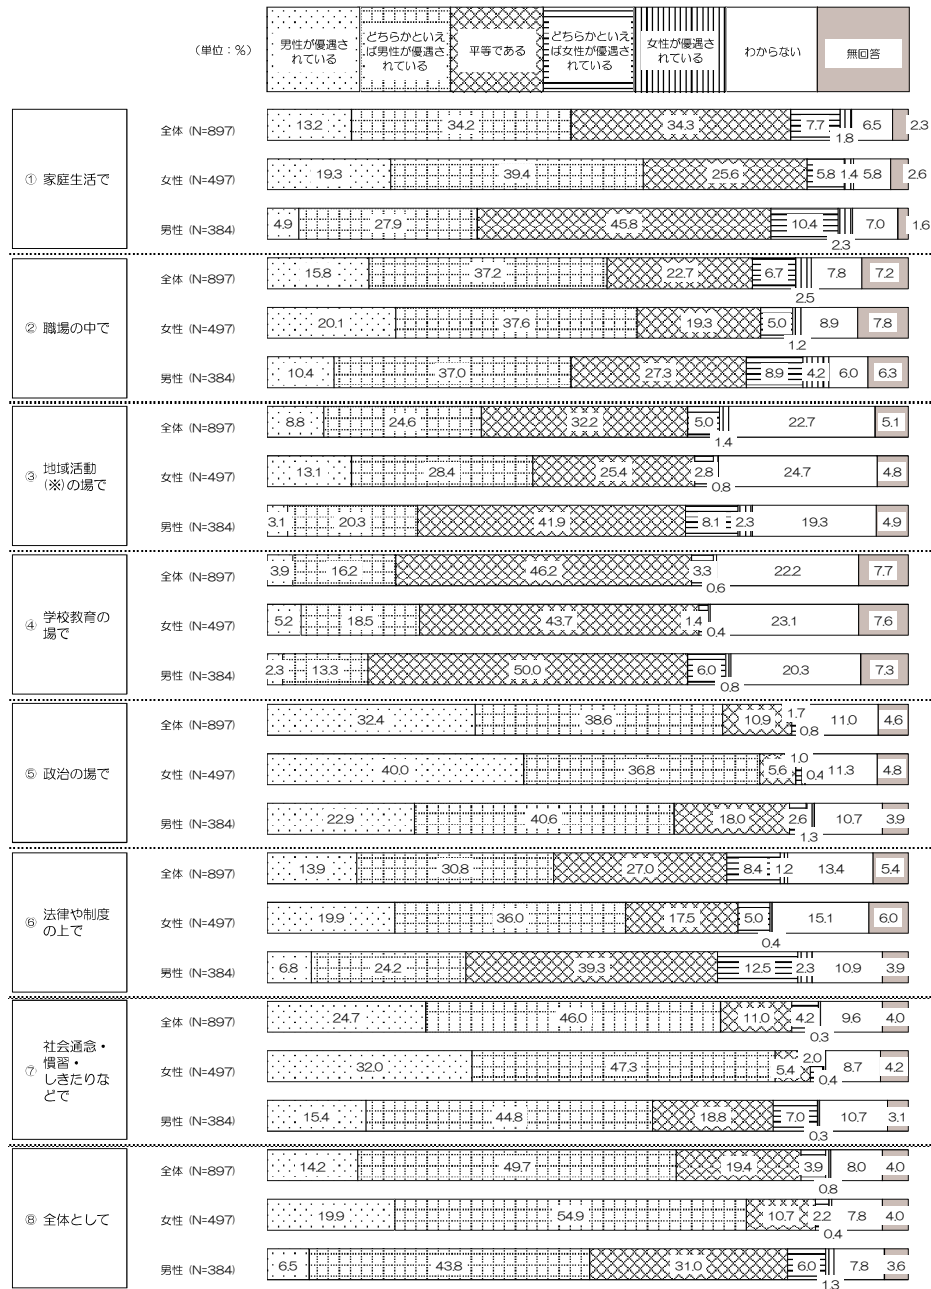 （単位：％）
男性が優遇さ
れている
どちらかといえ
ば男性が優遇さ
れている
平等である
どちらかといえ
ば女性が優遇さ
れている
女性が優遇さ
れている
わからない
無回答
① 家庭生活で
全体 (N=897) 13.2 34.2 34.3 7.7 1.8 6.5 2.3
女性 (N=497) 19.3 39.4 25.6 5.8 1.4 5.8 2.6
男性 (N=384) 4.9 27.9 45.8 10.4 2.3 7.0 1.6
② 職場の中で
全体 (N=897) 15.8 37.2 22.7 6.7 2.5 7.8 7.2
女性 (N=497) 20.1 37.6 19.3 5.0 1.2 8.9 7.8
男性 (N=384) 10.4 37.0 27.3 8.9 4.2 6.0 6.3
③ 地域活動
(※)の場で
全体 (N=897) 8.8 24.6 32.2 5.0 1.4 22.7 5.1
女性 (N=497) 13.1 28.4 25.4 2.8 0.8 24.7 4.8
男性 (N=384) 3.1 20.3 41.9 8.1 2.3 19.3 4.9
④ 学校教育の
場で
全体 (N=897) 3.9 16.2 46.2 3.3 0.6 22.2 7.7
女性 (N=497) 5.2 18.5 43.7 1.4 0.4 23.1 7.6
男性 (N=384) 2.3 13.3 50.0 6.0 0.8 20.3 7.3
⑤ 政治の場で
全体 (N=897) 32.4 38.6 10.9 1.7 0.8 11.0 4.6
女性 (N=497) 40.0 36.8 5.6 1.0 0.4 11.3 4.8
男性 (N=384) 22.9 40.6 18.0 2.6 1.3 10.7 3.9
⑥ 法律や制度
の上で
全体 (N=897) 13.9 30.8 27.0 8.4 1.2 13.4 5.4
女性 (N=497) 19.9 36.0 17.5 5.0 0.4 15.1 6.0
男性 (N=384) 6.8 24.2 39.3 12.5 2.3 10.9 3.9
⑦ 社会通念・
慣習・
しきたりな
どで
全体 (N=897) 24.7 46.0 11.0 4.2 0.3 9.6 4.0
女性 (N=497) 32.0 47.3 5.4 2.0 0.4 8.7 4.2
男性 (N=384) 15.4 44.8 18.8 7.0 0.3 10.7 3.1
⑧ 全体として
全体 (N=897) 14.2 49.7 19.4 3.9 0.8 8.0 4.0
女性 (N=497) 19.9 54.9 10.7 2.2 0.4 7.8 4.0
男性 (N=384) 6.5 43.8 31.0 6.0 1.3 7.8 3.6